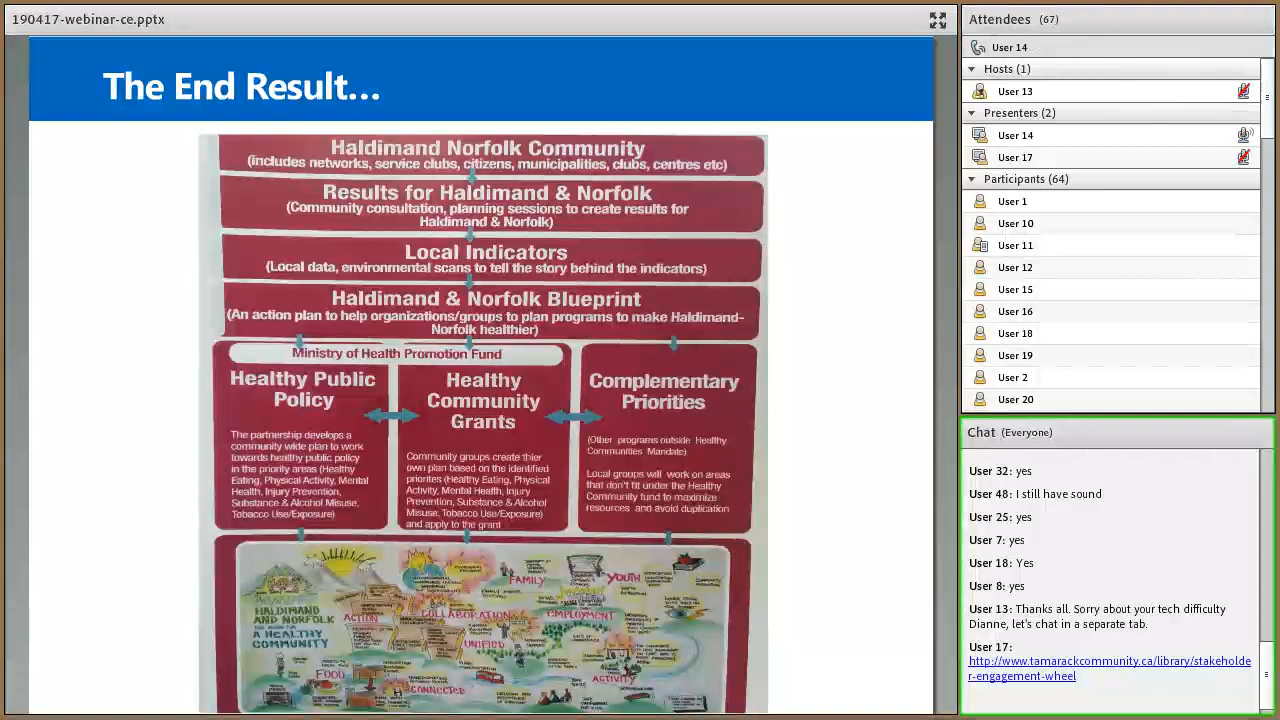 190417-webinar-ce.pptx
The End Result...
Haldimand Norfolk Community
(includes networks, service clubs, citizens, municipalities, clubs, centres etc)
Results for Haldimand & Norfolk
(Community consultation, planning sessions to create results for
Haldimand & Norfolk)
Local Indicators
(Local data, environmental scans to tell the story behind the indicators)
Haldimand & Norfolk Blueprint
(An action plan to help organizations/groups to plan programs to make Haldimand-
Norfolk healthier)
Ministry of Health Promotion Fund
Healthy Public
Policy
The partnership develops a
community wide plan to work
towards healthy public policy
in the priority areas (Healthy
Eating, Physical Activity, Mental
Health, Injury Prevention,
Substance & Alcohol Misuse,
Tobacco Use/Exposure)
Healthy
Community
Grants
Community groups create thier
own plan based on the identified
priorites (Healthy Eating, Physical
Activity, Mental Health, Injury
Prevention, Substance & Alcohol
Misuse, Tobacco Use/Exposure)
and apply to the grant
Complementary
Priorities
(Other programs outside Healthy
Communities Mandate)
Local groups will work on areas
that don't fit under the Healthy
Community fund to maximize
resources and avoid duplication
HALDIMAND
AND NORFOLK
A HEALTHY
COMMUNITY
ACTION
COLLABORATION
FAMILY
YOUTH
EMPLOYMENT
UNIFIED
FOOD
CONNECTED
ACTIVITY
Attendees (67)
User 14
Hosts (1)
User 13
Presenters (2)
User 14
User 17
Participants (64)
User 1
User 10
User 11
User 12
User 15
User 16
User 18
User 19
User 2
User 20
Chat (Everyone)
User 32: yes
User 48: I still have sound
User 25: yes
User 7: yes
User 18: Yes
User 8: yes
User 13: Thants all. Sorry about your tech difficulty
Dianne, let's chat in a separate tab.
User 17:
http://www.tamarackcommunity.ca/library/stakeholde
r-engagement-wheel